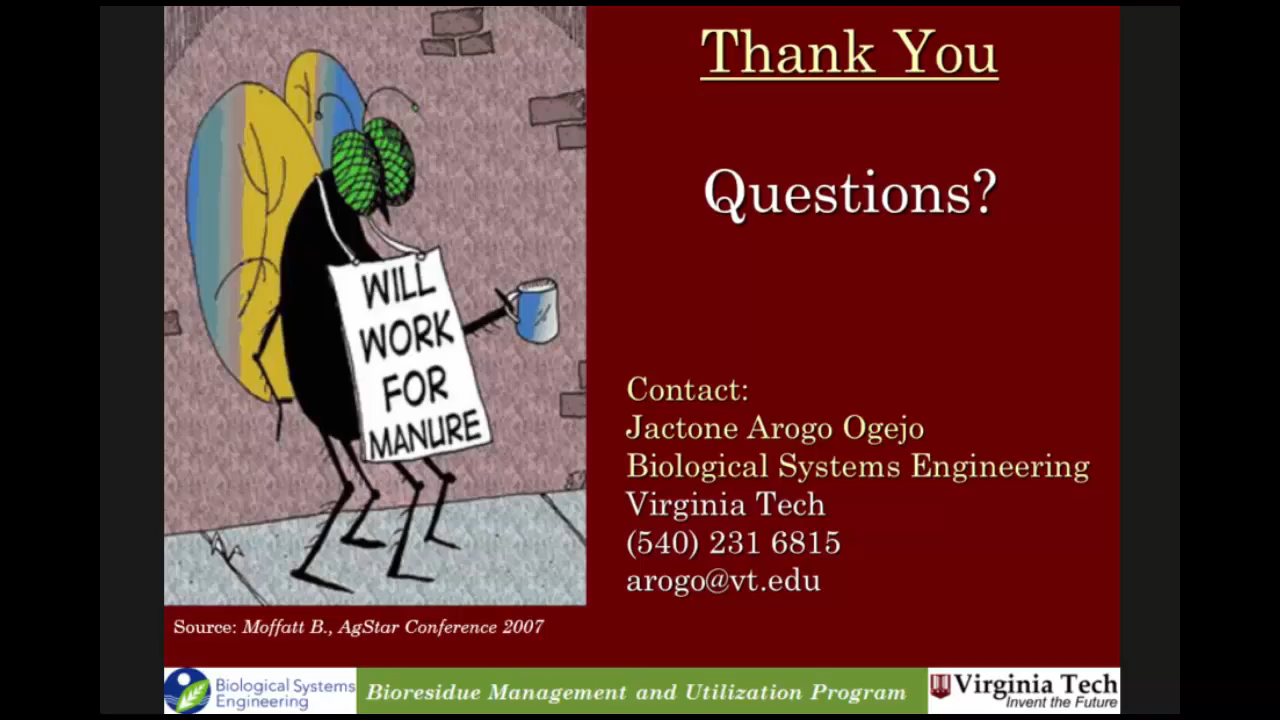 Thank You
Questions?
WILL
WORK
FOR
MANURE
Contact:
Jactone Arogo Ogejo
Biological Systems Engineering
Virginia Tech
(540) 231 6815
arogo@vt.edu
Source: Moffatt B., AgStar Conference 2007
Biological Systems
Engineering
Bioresidue Management and Utilization Program
Virginia Tech
Invent the Future